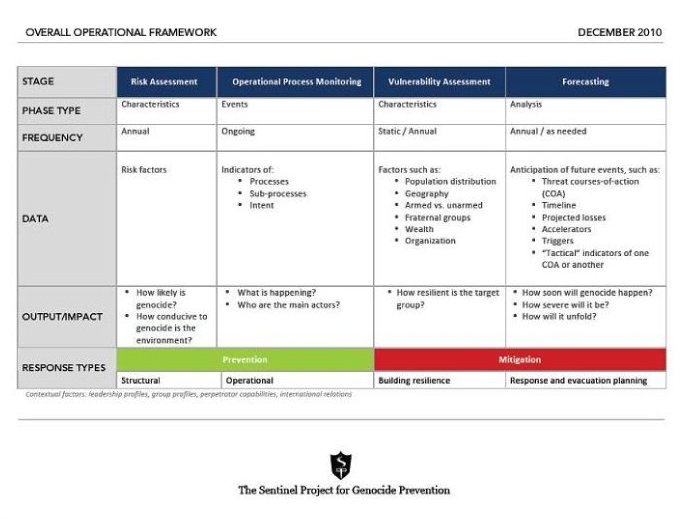 OVERALL OPERATIONAL FRAMEWORK DECEMBER 2010
STAGE Risk Assessment Operational Process Monitoring Vulnerability Assessment Forecasting
PHASE TYPE Characteristics Events Characteristics Analysis
FREQUENCY Annual Ongoing Static / Annual Annual / as needed
DATA
Risk factors
Indicators of:
▪ Processes
▪ Sub-processes
▪ Intent
Factors such as:
▪ Population distribution
▪ Geography
▪ Armed vs. unarmed
▪ Fraternal groups
▪ Wealth
▪ Organization
Anticipation of future events, such as:
▪ Threat courses-of-action
(COA)
▪ Timeline
▪ Projected losses
▪ Accelerators
▪ Triggers
▪ "Tactical" indicators of one
COA or another
OUTPUT/IMPACT
▪ How likely is
genocide?
▪ How conducive to
genocide is the
environment?
▪ What is happening?
▪ Who are the main actors?
▪ How resilient is the target
group?
▪ How soon will genocide happen?
▪ How severe will it be?
▪ How will it unfold?
RESPONSE TYPES
Prevention Mitigation
Structural Operational Building resilience Response and evacuation planning
Contextual factors: leadership profiles, group profiles, perpetrator capabilities, international relations
The Sentinel Project for Genocide Prevention